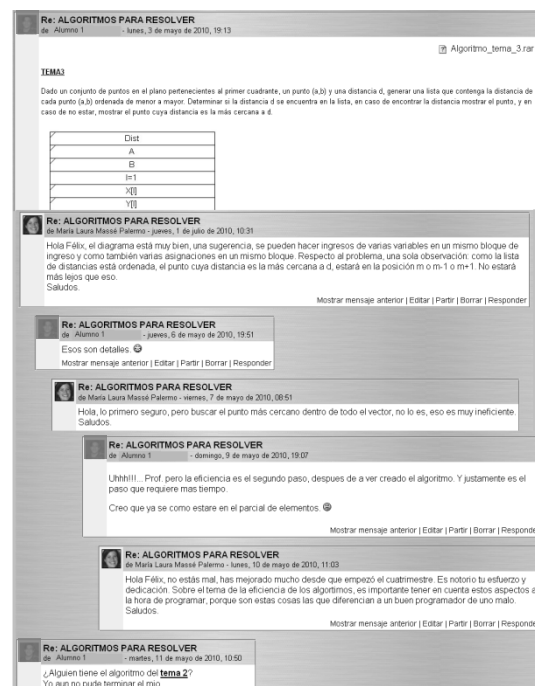 Re: ALGORITMOS PARA RESOLVER
de Alumno 1 - lunes, 3 de mayo de 2010, 19:13
Algoritmo_tema_3.rar
TEMA3
Dado un conjunto de puntos en el plano pertenecientes al primer cuadrante, un punto (a,b) y una distancia d, generar una lista que contenga la distancia de
cada punto (a,b) ordenada de menor a mayor. Determinar si la distancia d se encuentra en la lista, en caso de encontrar la distancia mostrar el punto, y en
caso de no estar, mostrar el punto cuya distancia es la más cercana a d.
Dist
A
B
I=1
X[I]
Y[I]
Re: ALGORITMOS PARA RESOLVER
de María Laura Massé Palermo - jueves, 1 de julio de 2010, 10:31
Hola Félix, el diagrama está muy bien, una sugerencia, se pueden hacer ingresos de varias variables en un mismo bloque de
ingreso y como también varias asignaciones en un mismo bloque. Respecto al problema, una sola observación: como la lista
de distancias está ordenada, el punto cuya distancia es la más cercana a d, estará en la posición m o m-1 o m+1. No estará
más lejos que eso.
Saludos.
Mostrar mensaje anterior | Editar | Partir | Borrar | Responder
Re: ALGORITMOS PARA RESOLVER
de Alumno 1 - jueves, 6 de mayo de 2010, 19:51
Esos son detalles.
Mostrar mensaje anterior | Editar | Partir | Borrar | Responder
Re: ALGORITMOS PARA RESOLVER
de María Laura Massé Palermo - viernes, 7 de mayo de 2010, 08:51
Hola, lo primero seguro, pero buscar el punto más cercano dentro de todo el vector, no lo es, eso es muy ineficiente.
Saludos.
Re: ALGORITMOS PARA RESOLVER
de Alumno 1 - domingo, 9 de mayo de 2010, 19:07
Uhhh!!!... Prof. pero la eficiencia es el segundo paso, despues de a ver creado el algoritmo. Y justamente es el
paso que requiere mas tiempo.
Creo que ya se como estare en el parcial de elementos.
Mostrar mensaje anterior | Editar | Partir | Borrar | Responde
Re: ALGORITMOS PARA RESOLVER
de María Laura Massé Palermo - lunes, 10 de mayo de 2010, 11:03
Hola Félix, no estás mal, has mejorado mucho desde que empezó el cuatrimestre. Es notorio tu esfuerzo y
dedicación. Sobre el tema de la eficiencia de los algortimos, es importante tener en cuenta estos aspectos a
la hora de programar, porque son estas cosas las que diferencian a un buen programador de uno malo.
Saludos.
Mostrar mensaje anterior | Editar | Partir | Borrar | Responde
Re: ALGORITMOS PARA RESOLVER
de Alumno 1 - martes, 11 de mayo de 2010, 10:50
¿Alguien tiene el algoritmo del tema 2?
Yo aun no pude terminar el mio.